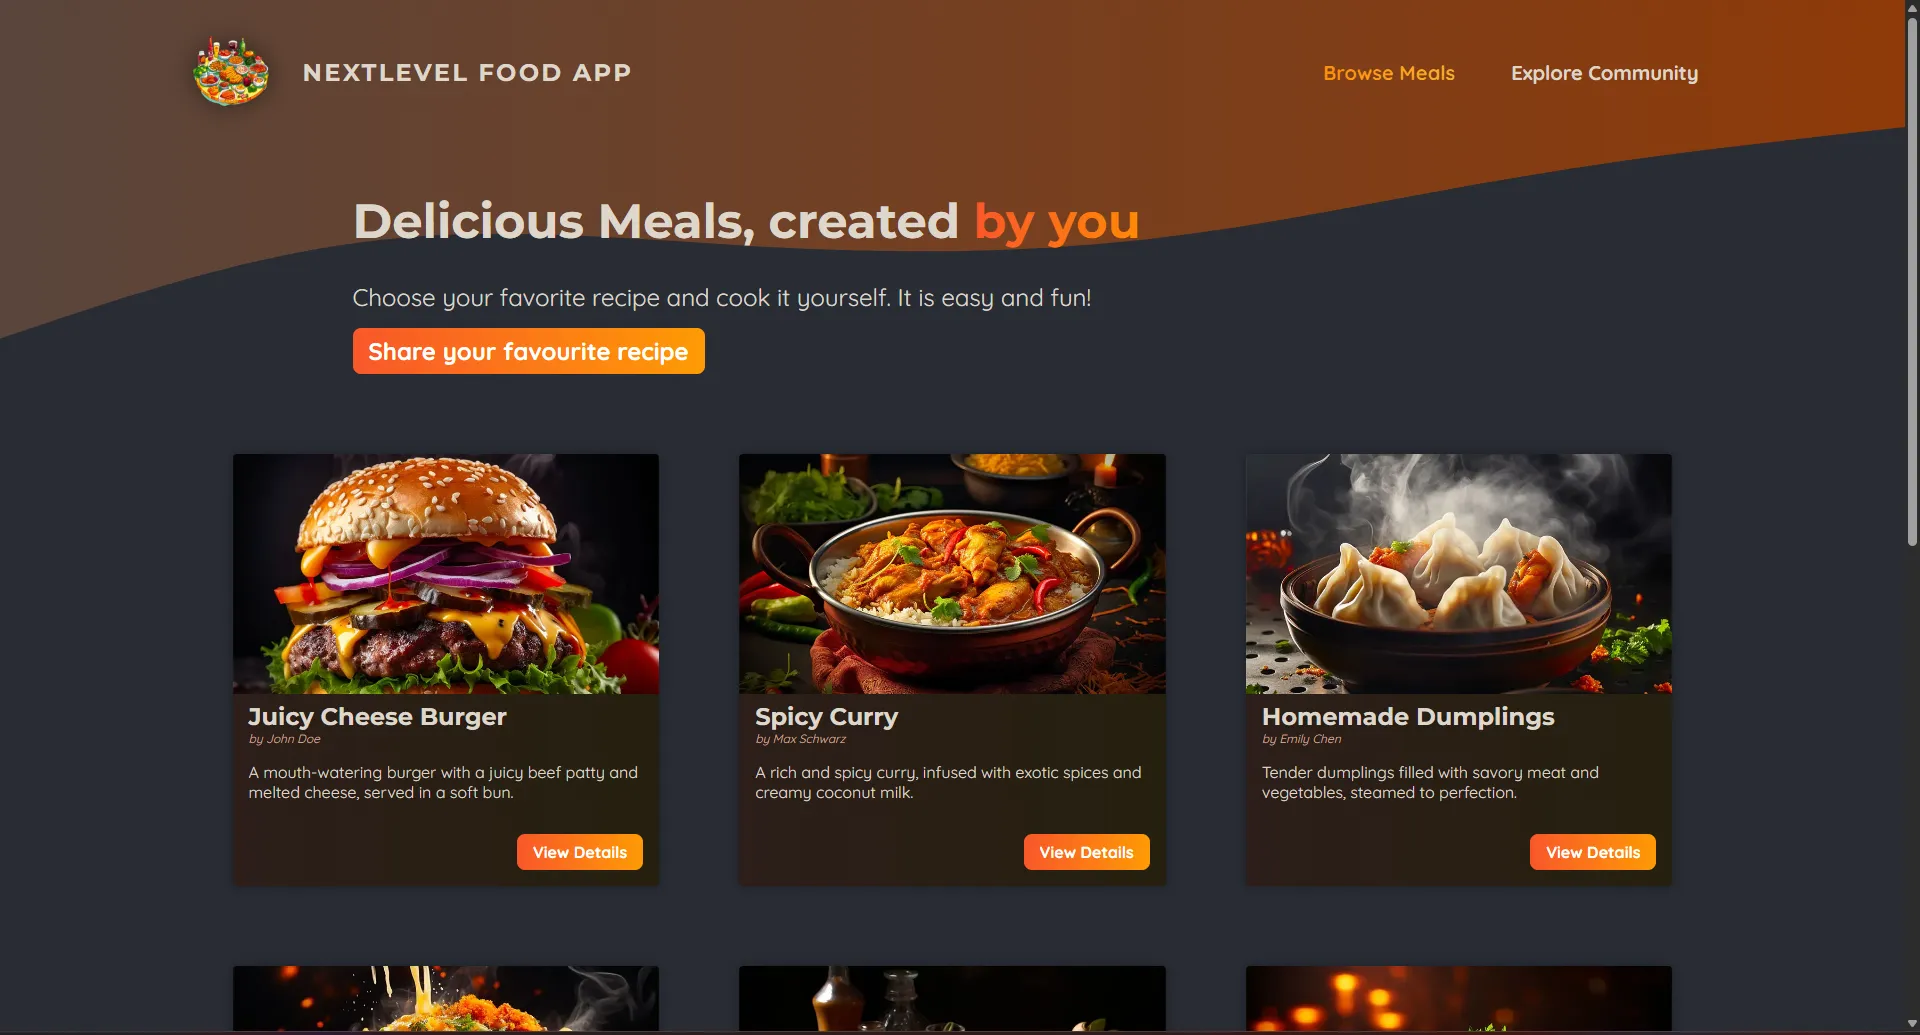 NEXTLEVEL FOOD APP
Browse Meals
Explore Community
Delicious Meals, created by you
Choose your favorite recipe and cook it yourself. It is easy and fun!
Share your favourite recipe
Juicy Cheese Burger
by John Doe
A mouth-watering burger with a juicy beef patty and
melted cheese, served in a soft bun.
View Details
Spicy Curry
by Max Schwarz
A rich and spicy curry, infused with exotic spices and
creamy coconut milk.
View Details
Homemade Dumplings
by Emily Chen
Tender dumplings filled with savory meat and
vegetables, steamed to perfection.
View Details